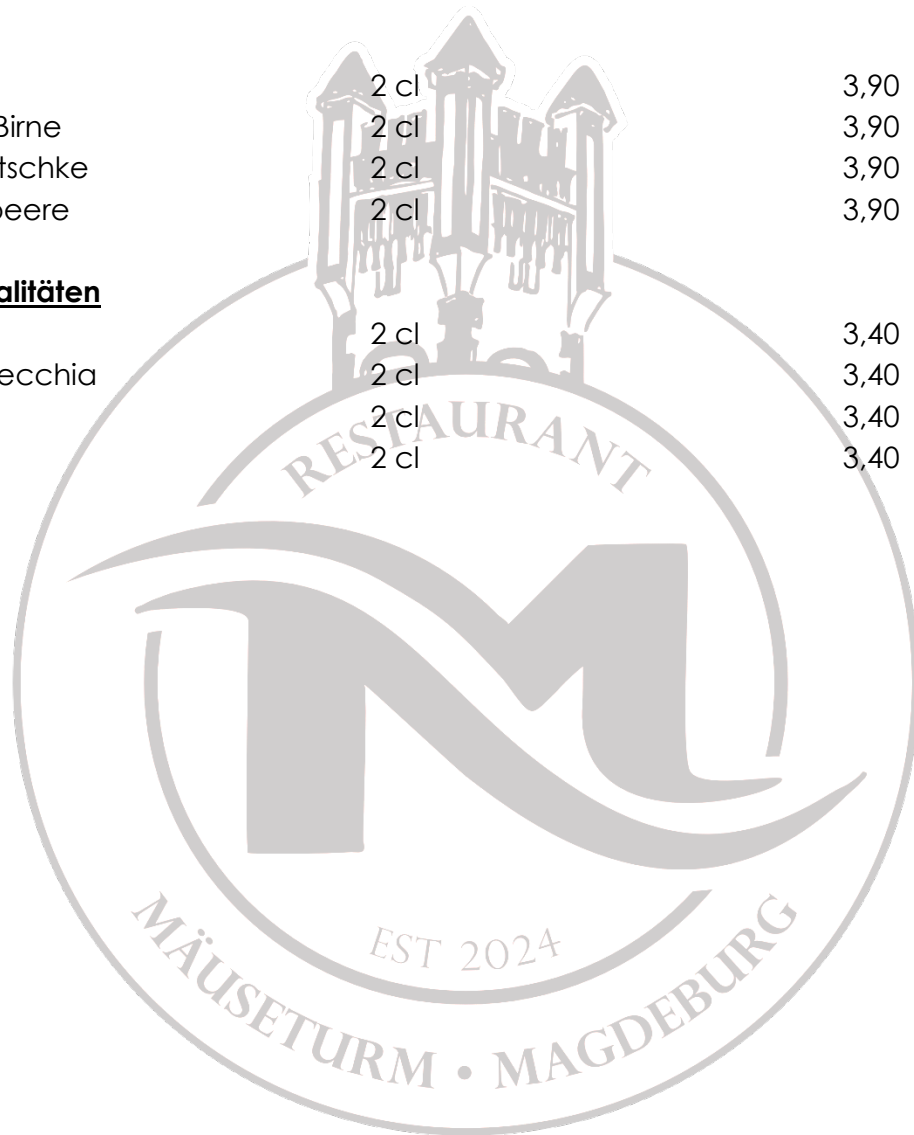 2 cl 3,90
Birne 2 cl 3,90
tschke 2 cl 3,90
beere 2 cl 3,90
alitäten
2 cl 3,40
ecchia 2 cl 3,40
2 cl 3,40
2 cl 3,40
RESTAURANT
M
EST 2024
MÄUSETURM • MAGDEBURG